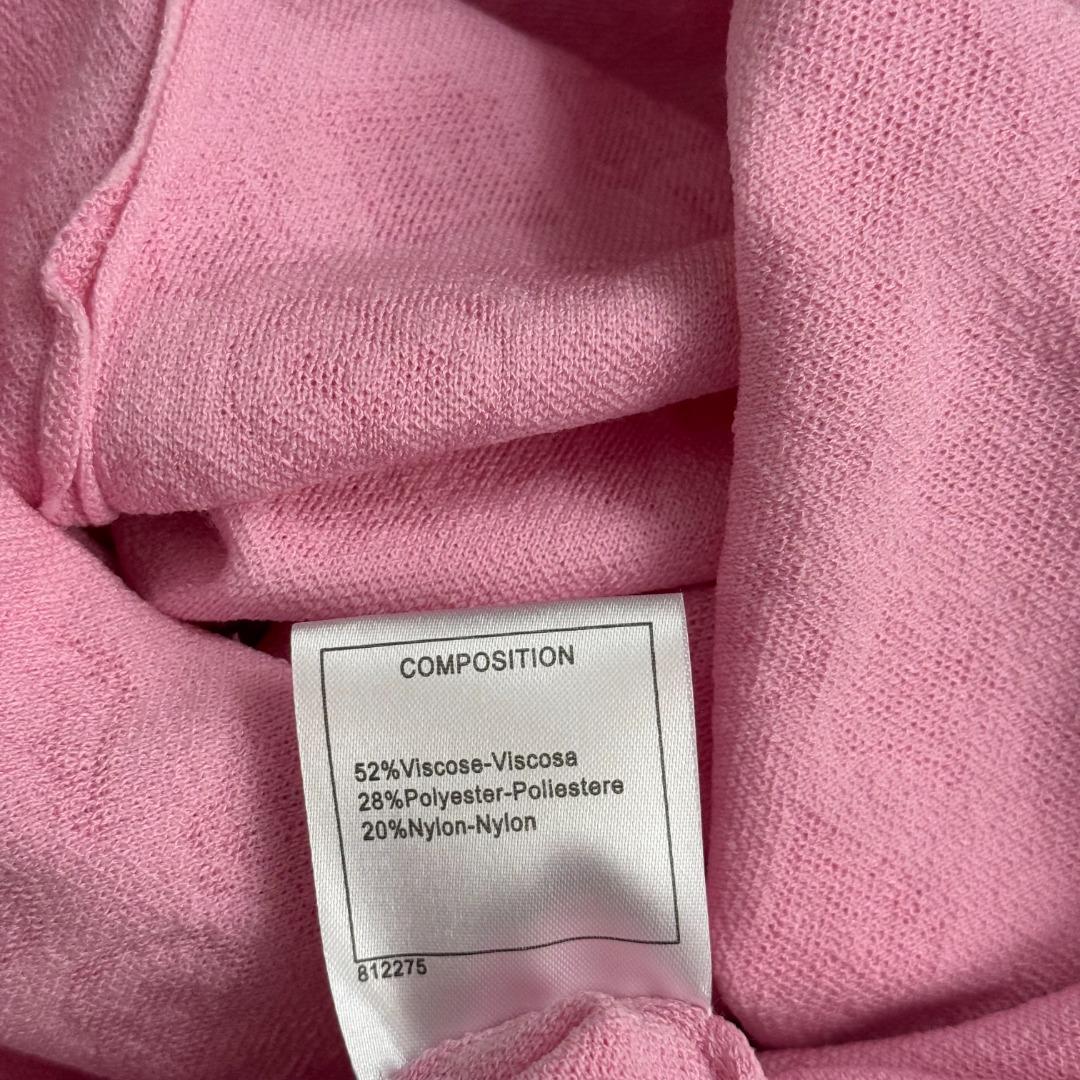 COMPOSITION
52%Viscose-Viscosa
28%Polyester-Poliestere
20%Nylon-Nylon
812275